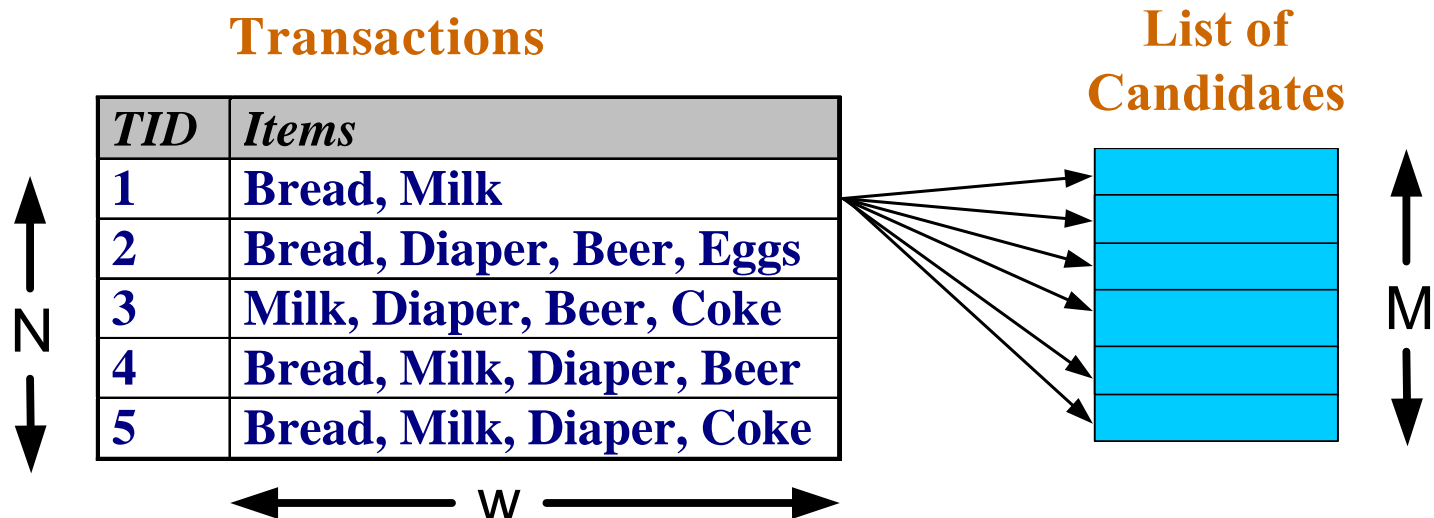 Transactions
List of
Candidates
TID Items
1 Bread, Milk
2 Bread, Diaper, Beer, Eggs
3 Milk, Diaper, Beer, Coke
4 Bread, Milk, Diaper, Beer
5 Bread, Milk, Diaper, Coke
N
M
w